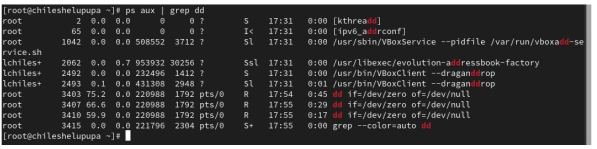 [root@chileshelupupa ~]# ps aux | grep dd
root 2 0.0 0.0 0 0 ? S 17:31 0:00 [kthreadd]
root 65 0.0 0.0 0 0 ? I< 17:31 0:00 [ipv6_addrconf]
root 1042 0.0 0.0 508552 3712 ? Sl 17:31 0:00 /usr/sbin/VBoxService --pidfile /var/run/vboxadd-se
rvice.sh
lchiles+ 2062 0.0 0.7 953932 30256 ? Ssl 17:31 0:00 /usr/libexec/evolution-addressbook-factory
lchiles+ 2492 0.0 0.0 232496 1412 ? S 17:31 0:00 /usr/bin/VBoxClient --draganddrop
lchiles+ 2493 0.1 0.0 431308 2948 ? Sl 17:31 0:01 /usr/bin/VBoxClient --draganddrop
root 3403 75.2 0.0 220988 1792 pts/0 R 17:54 0:45 dd if=/dev/zero of=/dev/null
root 3407 66.6 0.0 220988 1792 pts/0 R 17:55 0:29 dd if=/dev/zero of=/dev/null
root 3410 59.9 0.0 220988 1792 pts/0 R 17:55 0:17 dd if=/dev/zero of=/dev/null
root 3415 0.0 0.0 221796 2304 pts/0 S+ 17:55 0:00 grep --color=auto dd
[root@chileshelupupa ~]#